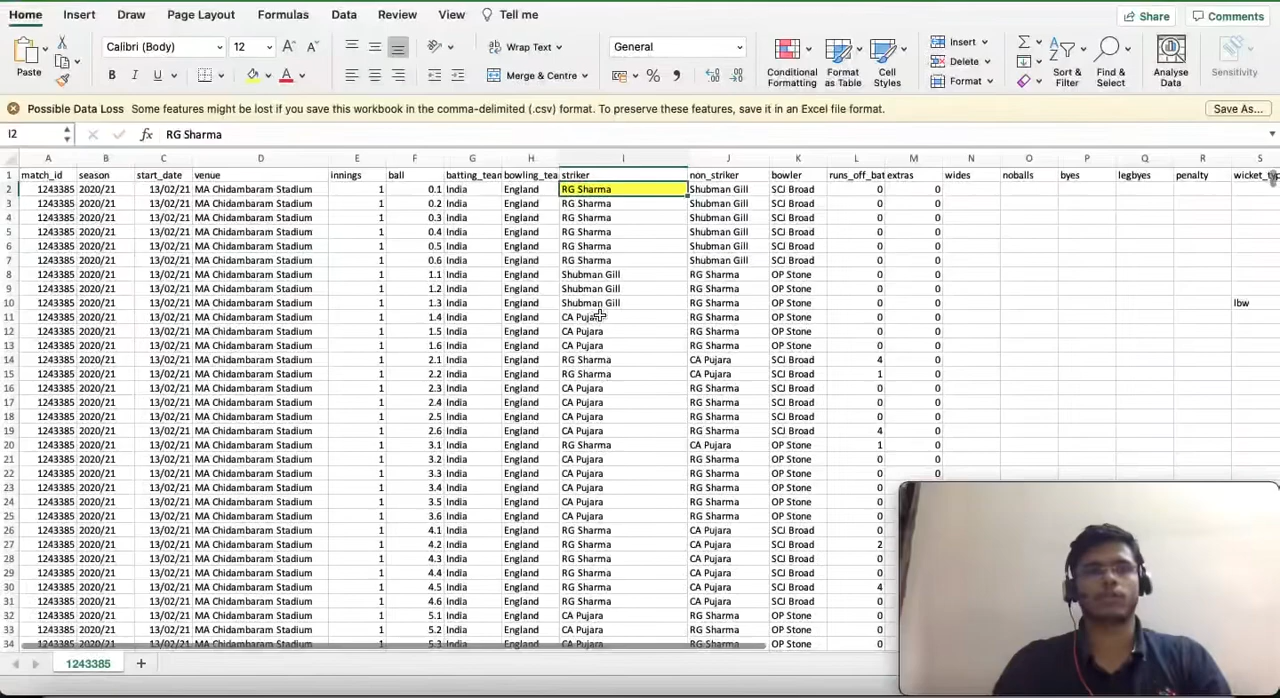 Home Insert Draw Page Layout Formulas Data Review View Tell me Share Comments
Paste Calibri (Body) 12 A A Wrap Text General Conditional Formatting Format as Table Cell Styles Insert Delete Format Sort & Filter Find & Select Analyse Data Sensitivity
B I U A Merge & Centre %
Possible Data Loss Some features might be lost if you save this workbook in the comma-delimited (.csv) format. To preserve these features, save it in an Excel file format. Save As...
I2 fx RG Sharma
A B C D E F G H I J K L M N O P Q R S
1 match_id season start_date venue innings ball batting_team bowling_tea striker non_striker bowler runs_off_bat extras wides noballs byes legbyes penalty
2 1243385 2020/21 13/02/21 MA Chidambaram Stadium 1 0.1 India England RG Sharma Shubman Gill SCJ Broad 0 0
3 1243385 2020/21 13/02/21 MA Chidambaram Stadium 1 0.2 India England RG Sharma Shubman Gill SCJ Broad 0 0
4 1243385 2020/21 13/02/21 MA Chidambaram Stadium 1 0.3 India England RG Sharma Shubman Gill SCJ Broad 0 0
5 1243385 2020/21 13/02/21 MA Chidambaram Stadium 1 0.4 India England RG Sharma Shubman Gill SCJ Broad 0 0
6 1243385 2020/21 13/02/21 MA Chidambaram Stadium 1 0.5 India England RG Sharma Shubman Gill SCJ Broad 0 0
7 1243385 2020/21 13/02/21 MA Chidambaram Stadium 1 0.6 India England RG Sharma Shubman Gill SCJ Broad 0 0
8 1243385 2020/21 13/02/21 MA Chidambaram Stadium 1 1.1 India England Shubman Gill RG Sharma OP Stone 0 0
9 1243385 2020/21 13/02/21 MA Chidambaram Stadium 1 1.2 India England Shubman Gill RG Sharma OP Stone 0 0
10 1243385 2020/21 13/02/21 MA Chidambaram Stadium 1 1.3 India England Shubman Gill RG Sharma OP Stone 0 0 lbw
11 1243385 2020/21 13/02/21 MA Chidambaram Stadium 1 1.4 India England CA Pujara RG Sharma OP Stone 0 0
12 1243385 2020/21 13/02/21 MA Chidambaram Stadium 1 1.5 India England CA Pujara RG Sharma OP Stone 0 0
13 1243385 2020/21 13/02/21 MA Chidambaram Stadium 1 1.6 India England CA Pujara RG Sharma OP Stone 0 0
14 1243385 2020/21 13/02/21 MA Chidambaram Stadium 1 2.1 India England RG Sharma CA Pujara SCJ Broad 4 0
15 1243385 2020/21 13/02/21 MA Chidambaram Stadium 1 2.2 India England RG Sharma CA Pujara SCJ Broad 1 0
16 1243385 2020/21 13/02/21 MA Chidambaram Stadium 1 2.3 India England CA Pujara RG Sharma SCJ Broad 0 0
17 1243385 2020/21 13/02/21 MA Chidambaram Stadium 1 2.4 India England CA Pujara RG Sharma SCJ Broad 0 0
18 1243385 2020/21 13/02/21 MA Chidambaram Stadium 1 2.5 India England CA Pujara RG Sharma SCJ Broad 0 0
19 1243385 2020/21 13/02/21 MA Chidambaram Stadium 1 2.6 India England CA Pujara RG Sharma SCJ Broad 4 0
20 1243385 2020/21 13/02/21 MA Chidambaram Stadium 1 3.1 India England RG Sharma CA Pujara OP Stone 1 0
21 1243385 2020/21 13/02/21 MA Chidambaram Stadium 1 3.2 India England CA Pujara RG Sharma OP Stone 0 0
22 1243385 2020/21 13/02/21 MA Chidambaram Stadium 1 3.3 India England CA Pujara RG Sharma OP Stone 0 0
23 1243385 2020/21 13/02/21 MA Chidambaram Stadium 1 3.4 India England CA Pujara RG Sharma OP Stone 0
24 1243385 2020/21 13/02/21 MA Chidambaram Stadium 1 3.5 India England CA Pujara RG Sharma OP Stone 0
25 1243385 2020/21 13/02/21 MA Chidambaram Stadium 1 3.6 India England CA Pujara RG Sharma OP Stone 0
26 1243385 2020/21 13/02/21 MA Chidambaram Stadium 1 4.1 India England RG Sharma CA Pujara SCJ Broad 0
27 1243385 2020/21 13/02/21 MA Chidambaram Stadium 1 4.2 India England RG Sharma CA Pujara SCJ Broad 2
28 1243385 2020/21 13/02/21 MA Chidambaram Stadium 1 4.3 India England RG Sharma CA Pujara SCJ Broad 0
29 1243385 2020/21 13/02/21 MA Chidambaram Stadium 1 4.4 India England RG Sharma CA Pujara SCJ Broad 0
30 1243385 2020/21 13/02/21 MA Chidambaram Stadium 1 4.5 India England RG Sharma CA Pujara SCJ Broad 4
31 1243385 2020/21 13/02/21 MA Chidambaram Stadium 1 4.6 India England RG Sharma CA Pujara SCJ Broad 0
32 1243385 2020/21 13/02/21 MA Chidambaram Stadium 1 5.1 India England CA Pujara RG Sharma OP Stone 0
33 1243385 2020/21 13/02/21 MA Chidambaram Stadium 1 5.2 India England CA Pujara RG Sharma OP Stone 0
34 1243385 2020/21 13/02/21 MA Chidambaram Stadium 1 5.3 India England CA Pujara RG Sharma OP Stone 0
1243385